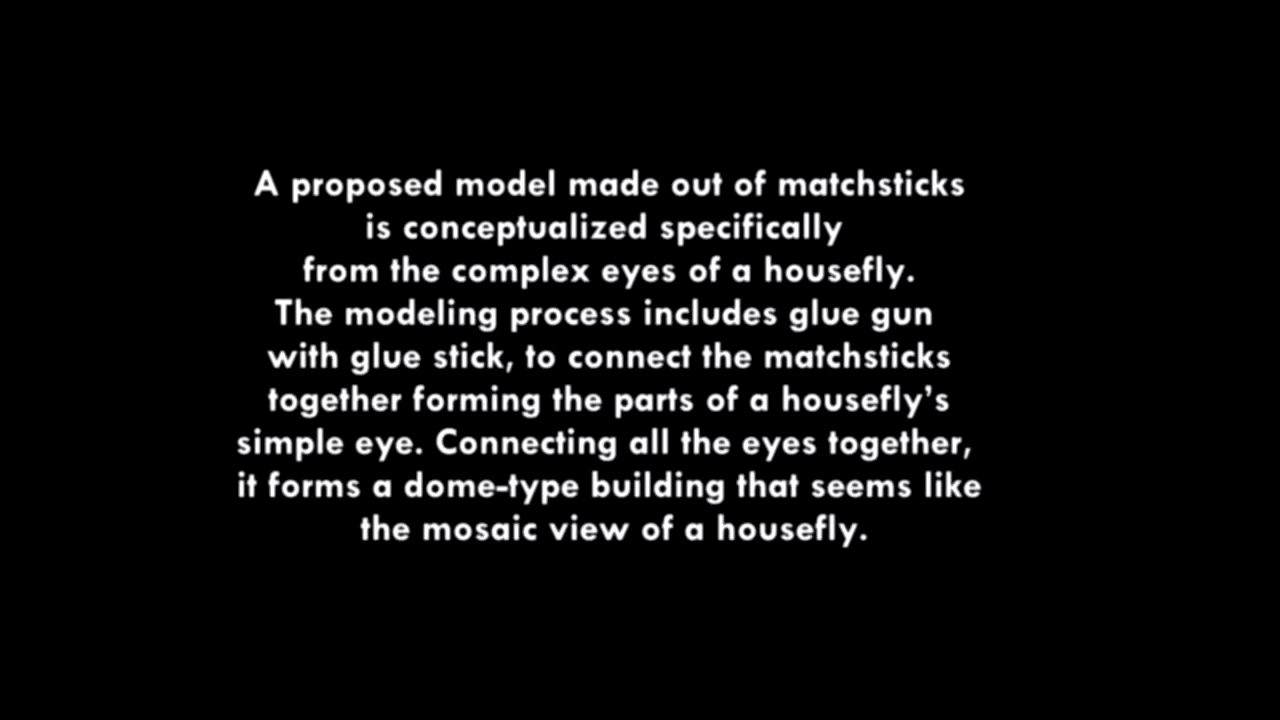 A proposed model made out of matchsticks
is conceptualized specifically
from the complex eyes of a housefly.
The modeling process includes glue gun
with glue stick, to connect the matchsticks
together forming the parts of a housefly’s
simple eye. Connecting all the eyes together,
it forms a dome-type building that seems like
the mosaic view of a housefly.